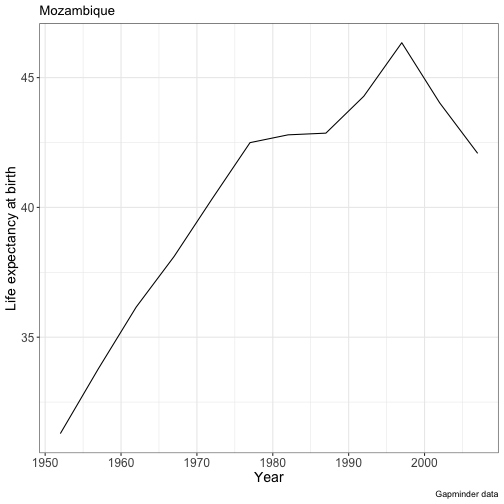 Mozambique
45
40
35
Life expectancy at birth
1950 1960 1970 1980 1990 2000
Year
Gapminder data